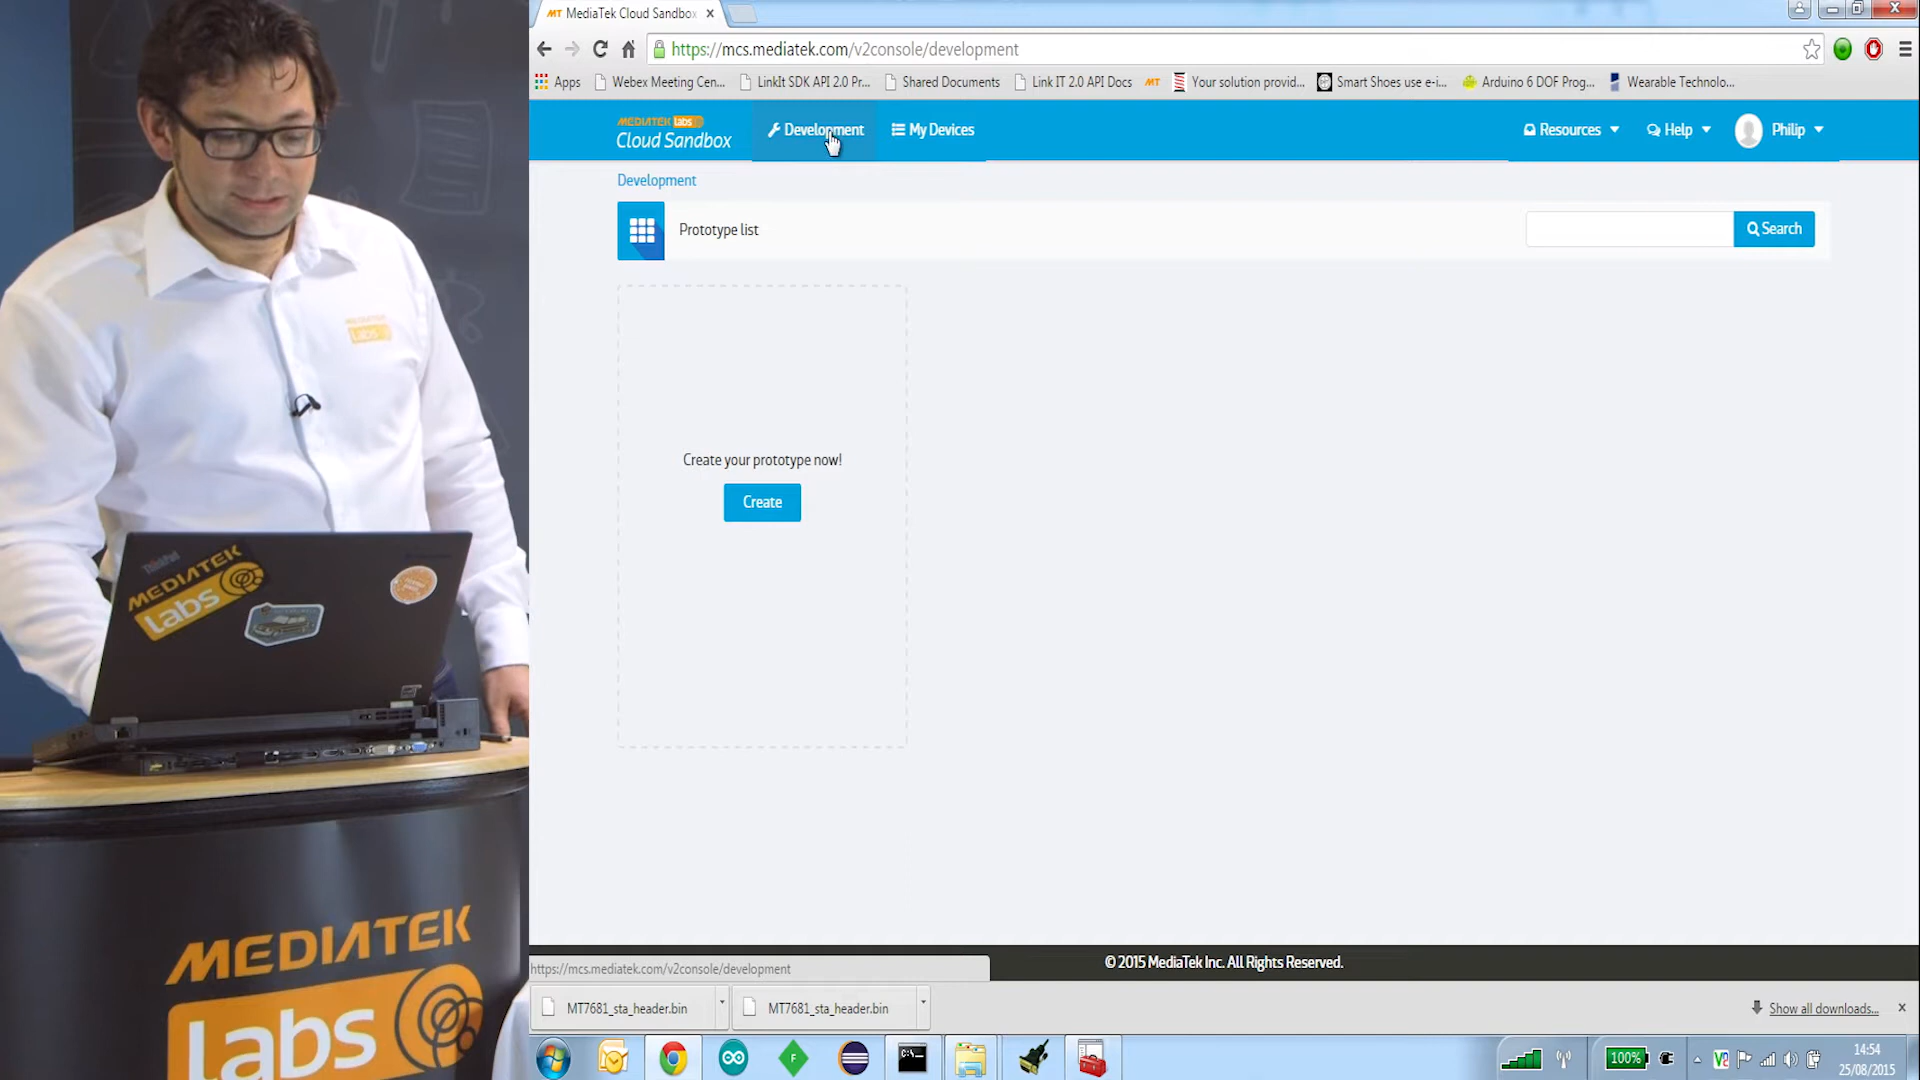 MediaTek Cloud Sandbox
https://mcs.mediatek.com/v2console/development
Apps
Webex Meeting Cen...
LinkIt SDK API 2.0 Pr...
Shared Documents
Link IT 2.0 API Docs
Your solution provid...
Smart Shoes use e-i...
Arduino 6 DOF Prog...
Wearable Technolo...
MEDIATEK labs
Cloud Sandbox
Development
My Devices
Resources
Help
Philip
Development
Prototype list
Search
Create your prototype now!
Create
© 2015 MediaTek Inc. All Rights Reserved.
https://mcs.mediatek.com/v2console/development
MT7681_sta_header.bin
MT7681_sta_header.bin
Show all downloads...
100%
14:54
25/08/2015
MEDIATEK
labs
ThinkPad
MEDIATEK
labs
MEDIATEK
labs